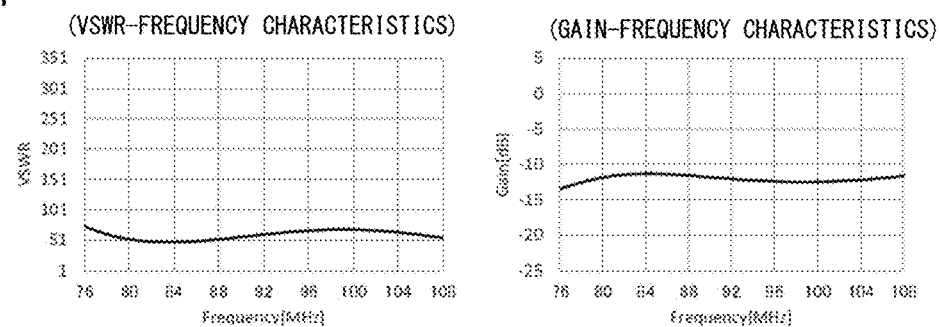 (VSWR-FREQUENCY CHARACTERISTICS)
351
301
251
201
151
101
51
1
VSWR
76 80 84 88 92 96 100 104 108
Frequency[MHz]
(GAIN-FREQUENCY CHARACTERISTICS)
5
0
-5
-10
-15
-20
-25
Gain[dB]
76 80 84 88 92 96 100 104 108
Frequency[MHz]